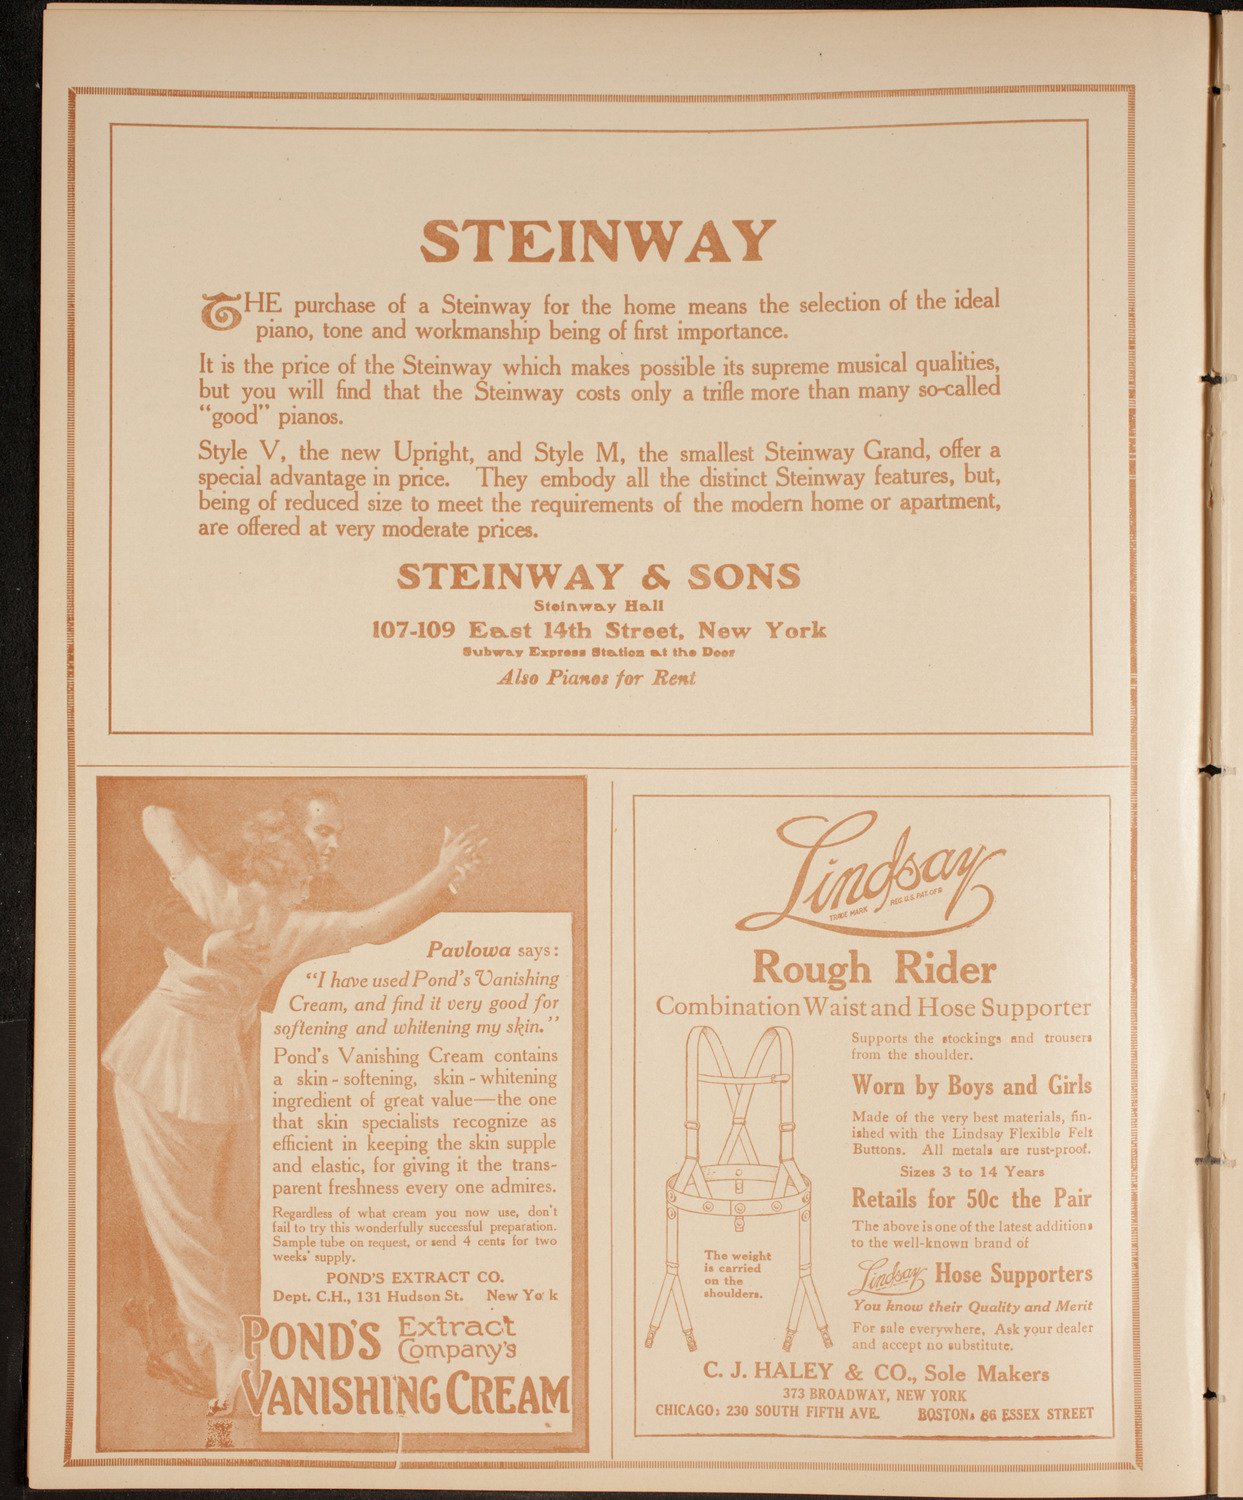 STEINWAY
THE purchase of a Steinway for the home means the selection of the ideal
piano, tone and workmanship being of first importance.
It is the price of the Steinway which makes possible its supreme musical qualities,
but you will find that the Steinway costs only a trifle more than many so-called
"good" pianos.
Style V, the new Upright, and Style M, the smallest Steinway Grand, offer a
special advantage in price. They embody all the distinct Steinway features, but,
being of reduced size to meet the requirements of the modern home or apartment,
are offered at very moderate prices.
STEINWAY & SONS
Steinway Hall
107-109 East 14th Street, New York
Subway Express Station at the Door
Also Pianos for Rent
Pavlowa says:
"I have used Pond's Vanishing
Cream, and find it very good for
softening and whitening my skin."
Pond's Vanishing Cream contains
a skin-softening, skin-whitening
ingredient of great value—the one
that skin specialists recognize as
efficient in keeping the skin supple
and elastic, for giving it the trans-
parent freshness every one admires.
Regardless of what cream you now use, don't
fail to try this wonderfully successful preparation.
Sample tube on request, or send 4 cents for two
weeks' supply.
POND'S EXTRACT CO.
Dept. C.H., 131 Hudson St. New Yo k
POND'S Extract
Company's
VANISHING CREAM
Lindsay
TRADE MARK REG. U.S. PAT. OF'F
Rough Rider
Combination Waist and Hose Supporter
Supports the stockings and trousers
from the shoulder.
Worn by Boys and Girls
Made of the very best materials, fin-
ished with the Lindsay Flexible Felt
Buttons. All metals are rust-proof.
Sizes 3 to 14 Years
Retails for 50c the Pair
The above is one of the latest additions
to the well-known brand of
Lindsay Hose Supporters
You know their Quality and Merit
For sale everywhere, Ask your dealer
and accept no substitute.
The weight
is carried
on the
shoulders.
C. J. HALEY & CO., Sole Makers
373 BROADWAY, NEW YORK
CHICAGO: 230 SOUTH FIFTH AVE. BOSTON: 86 ESSEX STREET